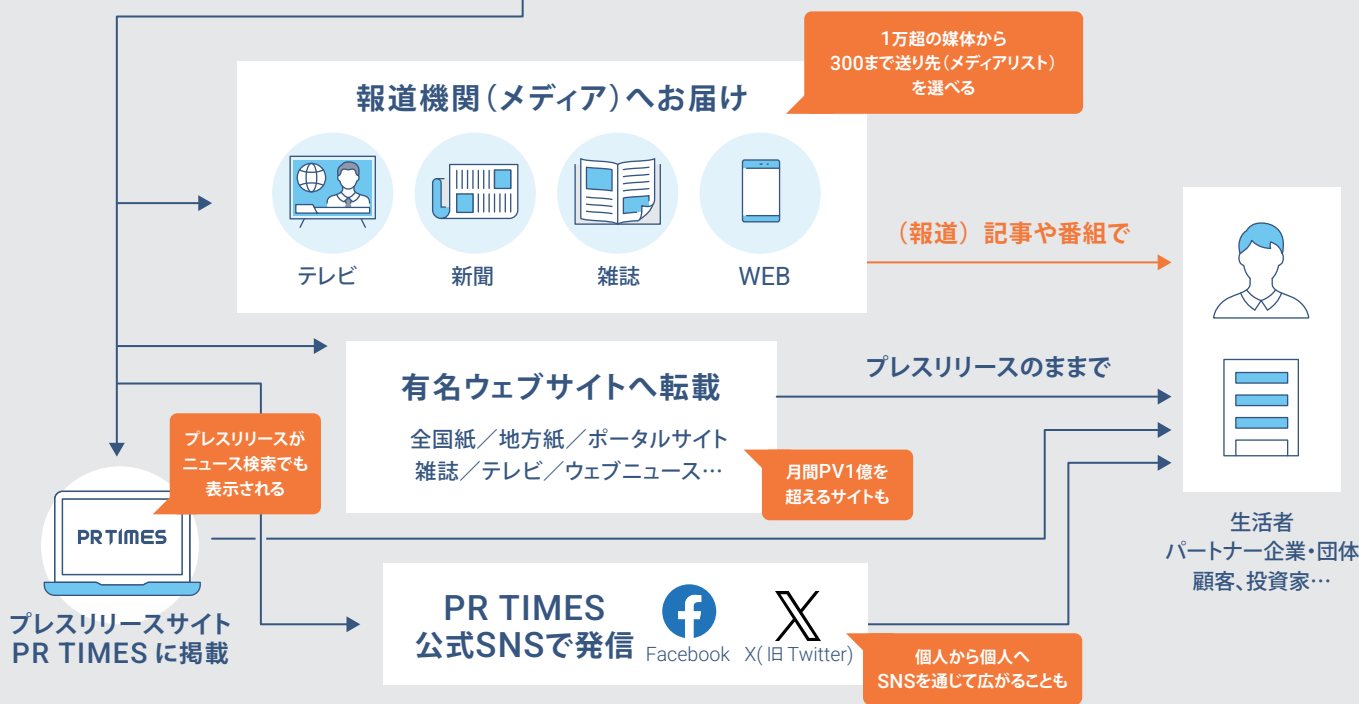 1万超の媒体から
300まで送り先(メディアリスト)
を選べる
報道機関(メディア)へお届け
テレビ
新聞
雑誌
WEB
(報道)記事や番組で
有名ウェブサイトへ転載
全国紙/地方紙/ポータルサイト
雑誌/テレビ/ウェブニュース…
プレスリリースのままで
月間PV1億を
超えるサイトも
プレスリリースが
ニュース検索でも
表示される
PR TIMES
プレスリリースサイト
PR TIMES に掲載
生活者
パートナー企業・団体
顧客、投資家…
PR TIMES
公式SNSで発信
Facebook
X(旧 Twitter)
個人から個人へ
SNSを通じて広がることも